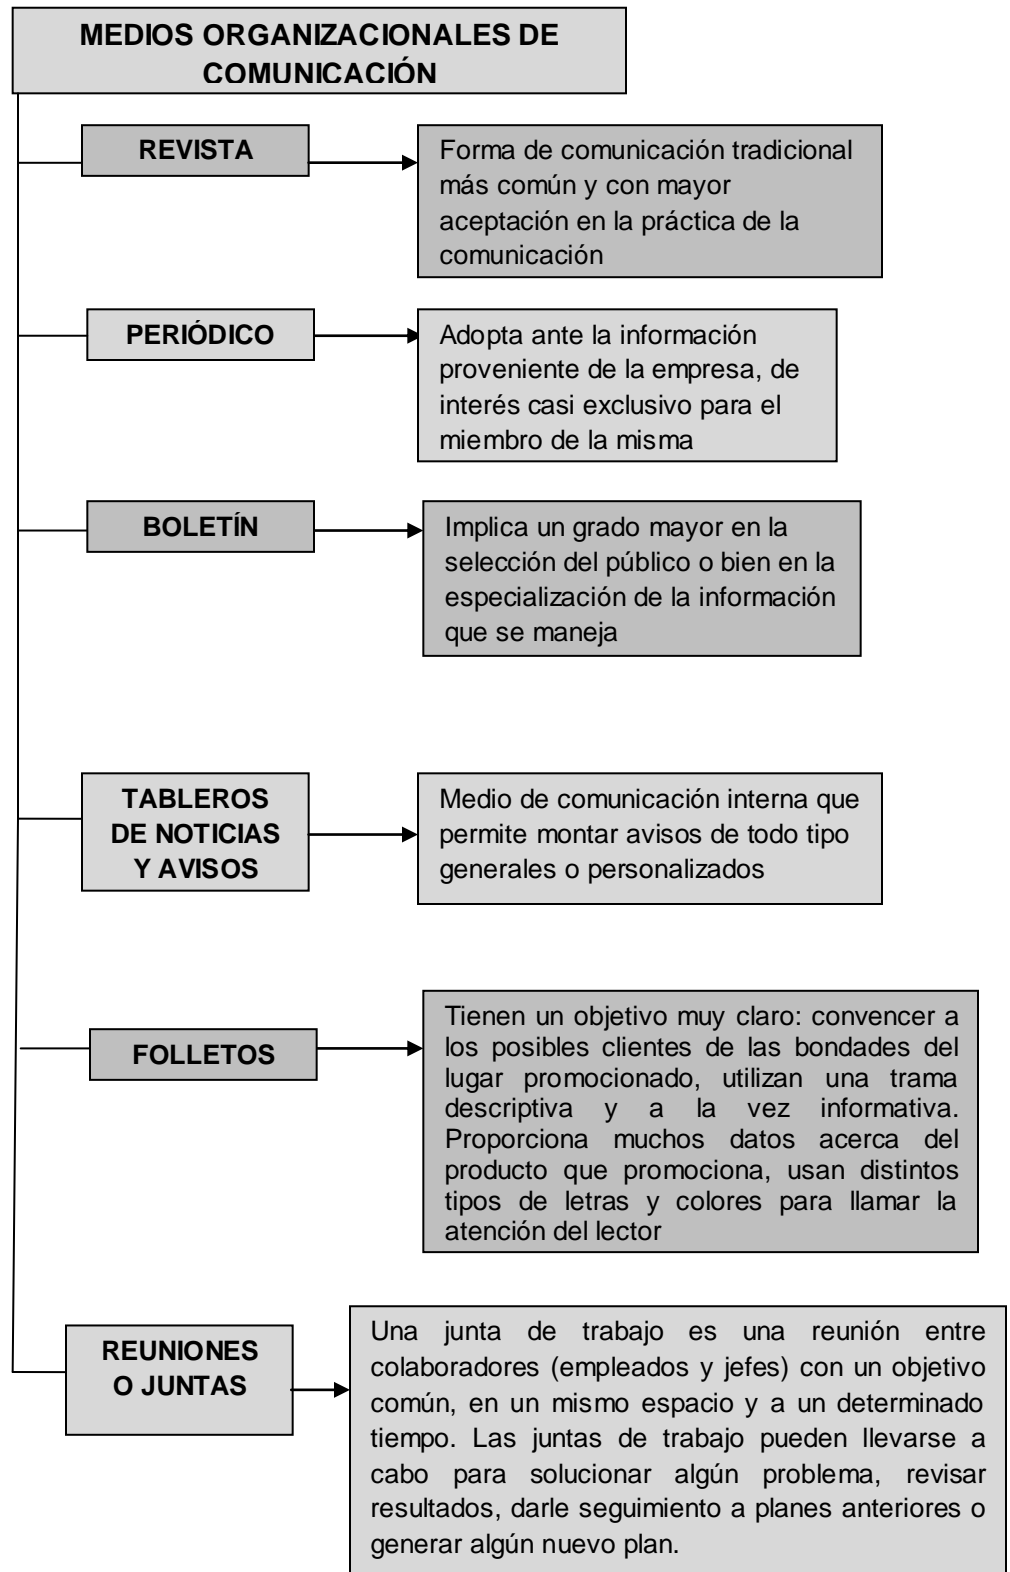 MEDIOS ORGANIZACIONALES DE
COMUNICACIÓN
REVISTA
Forma de comunicación tradicional
más común y con mayor
aceptación en la práctica de la
comunicación
PERIÓDICO
Adopta ante la información
proveniente de la empresa, de
interés casi exclusivo para el
miembro de la misma
BOLETÍN
Implica un grado mayor en la
selección del público o bien en la
especialización de la información
que se maneja
TABLEROS
DE NOTICIAS
Y AVISOS
Medio de comunicación interna que
permite montar avisos de todo tipo
generales o personalizados
FOLLETOS
Tienen un objetivo muy claro: convencer a
los posibles clientes de las bondades del
lugar promocionado, utilizan una trama
descriptiva y a la vez informativa.
Proporciona muchos datos acerca del
producto que promociona, usan distintos
tipos de letras y colores para llamar la
atención del lector
REUNIONES
O JUNTAS
Una junta de trabajo es una reunión entre
colaboradores (empleados y jefes) con un objetivo
común, en un mismo espacio y a un determinado
tiempo. Las juntas de trabajo pueden llevarse a
cabo para solucionar algún problema, revisar
resultados, darle seguimiento a planes anteriores o
generar algún nuevo plan.